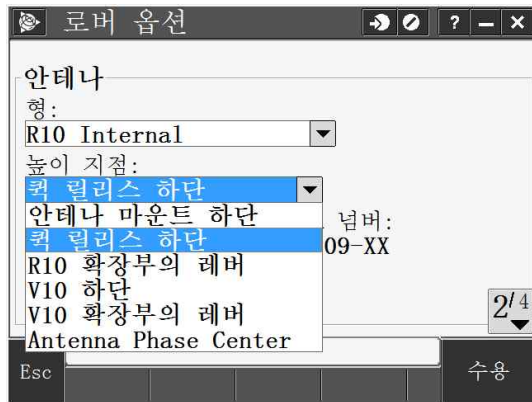 로버 옵션
? – ×
안테나
형:
R10 Internal
높이 지점:
퀵 릴리스 하단
안테나 마운트 하단
넘버:
퀵 릴리스 하단
09-XX
R10 확장부의 레버
V10 하단
V10 확장부의 레버
2/4
Antenna Phase Center
Esc
수용